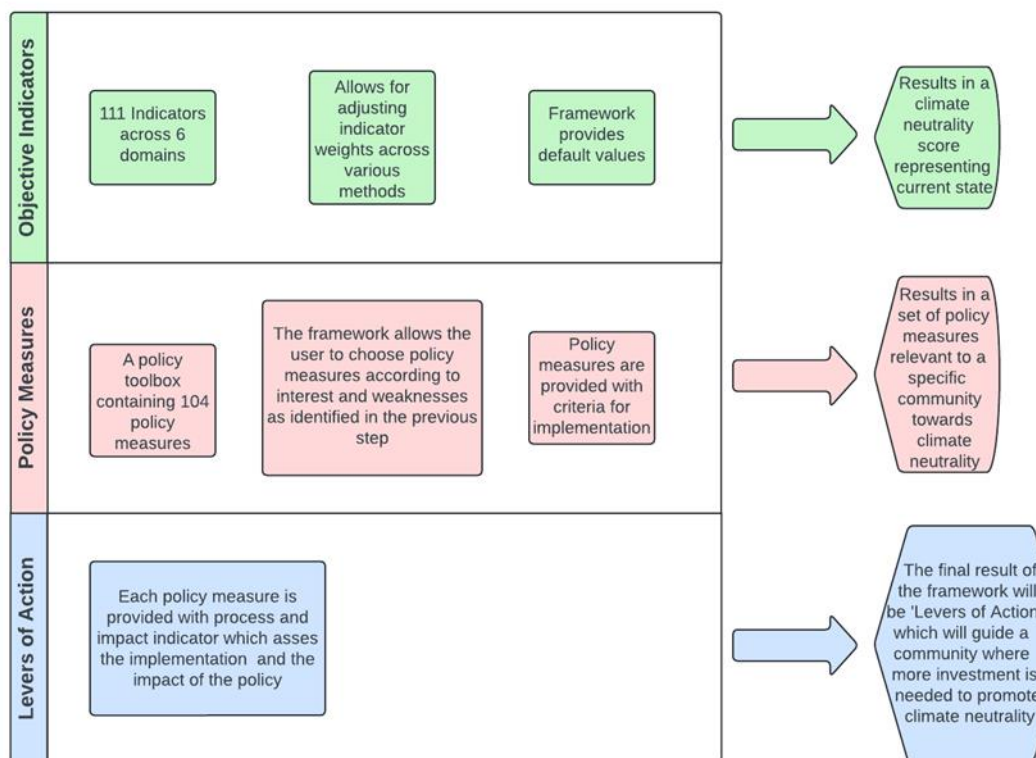 Objective Indicators
111 Indicators
across 6
domains
Allows for
adjusting
indicator
weights across
various
methods
Framework
provides
default values
Results in a
climate
neutrality
score
representing
current state
Policy Measures
A policy
toolbox
containing 104
policy
measures
The framework allows the
user to choose policy
measures according to
interest and weaknesses
as identified in the previous
step
Policy
measures are
provided with
criteria for
implementation
Results in a
set of policy
measures
relevant to a
specific
community
towards
climate
neutrality
Levers of Action
Each policy measure is
provided with process and
impact indicator which asses
the implementation and the
impact of the policy
The final result of
the framework will
be 'Levers of Action
which will guide a
community where
more investment is
needed to promote
climate neutrality